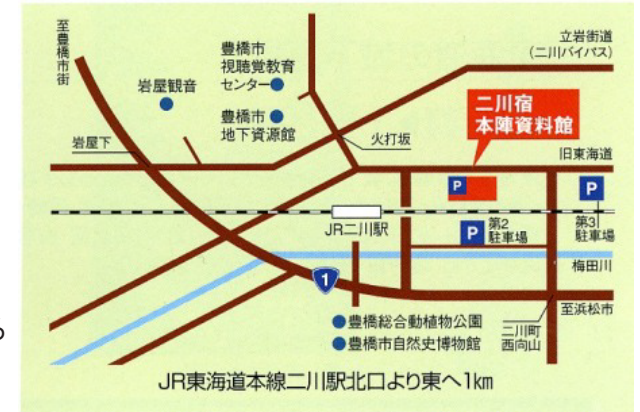 至豊橋市街
豊橋市
視聴覚教育
センター
岩屋観音
豊橋市
地下資源館
立岩街道
(二川バイパス)
二川宿
本陣資料館
岩屋下
火打坂
旧東海道
P
P
JR二川駅
P
第2
駐車場
第3
駐車場
梅田川
1
至浜松市
豊橋総合動植物公園
豊橋市自然史博物館
二川町
西向山
JR東海道本線二川駅北口より東へ1km